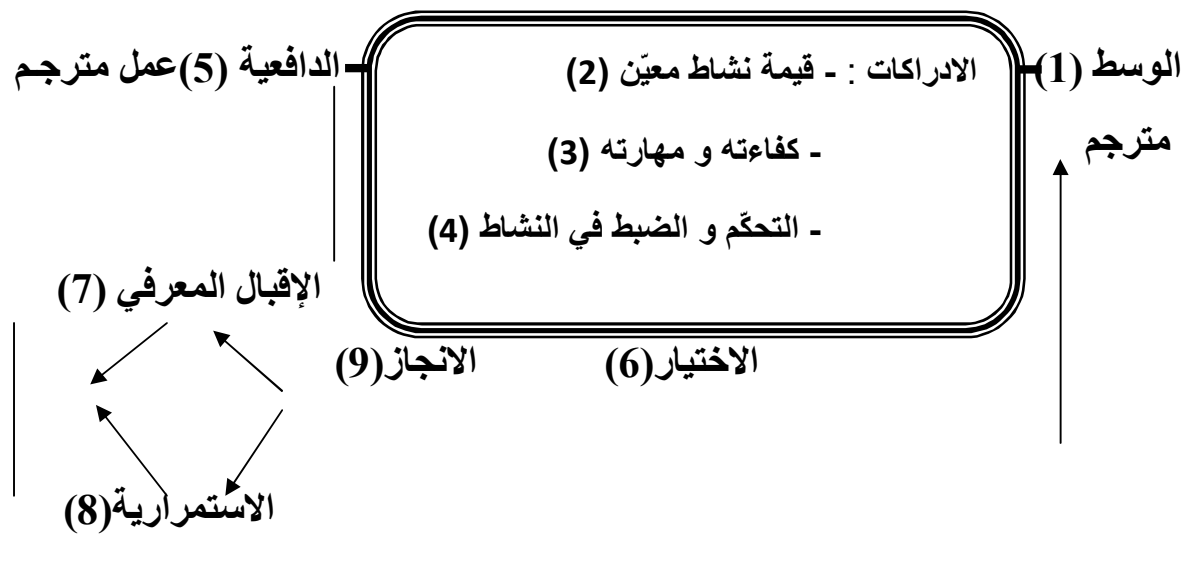 الوسط (1)
الادراكات : - قيمة نشاط معيّن (2)
الدافعية (5)عمل مترجم
مترجم
- كفاءته و مهارته (3)
- التحكّم و الضبط في النشاط (4)
الإقبال المعرفي (7)
الاختيار(6)
الانجاز(9)
الاستمرارية(8)